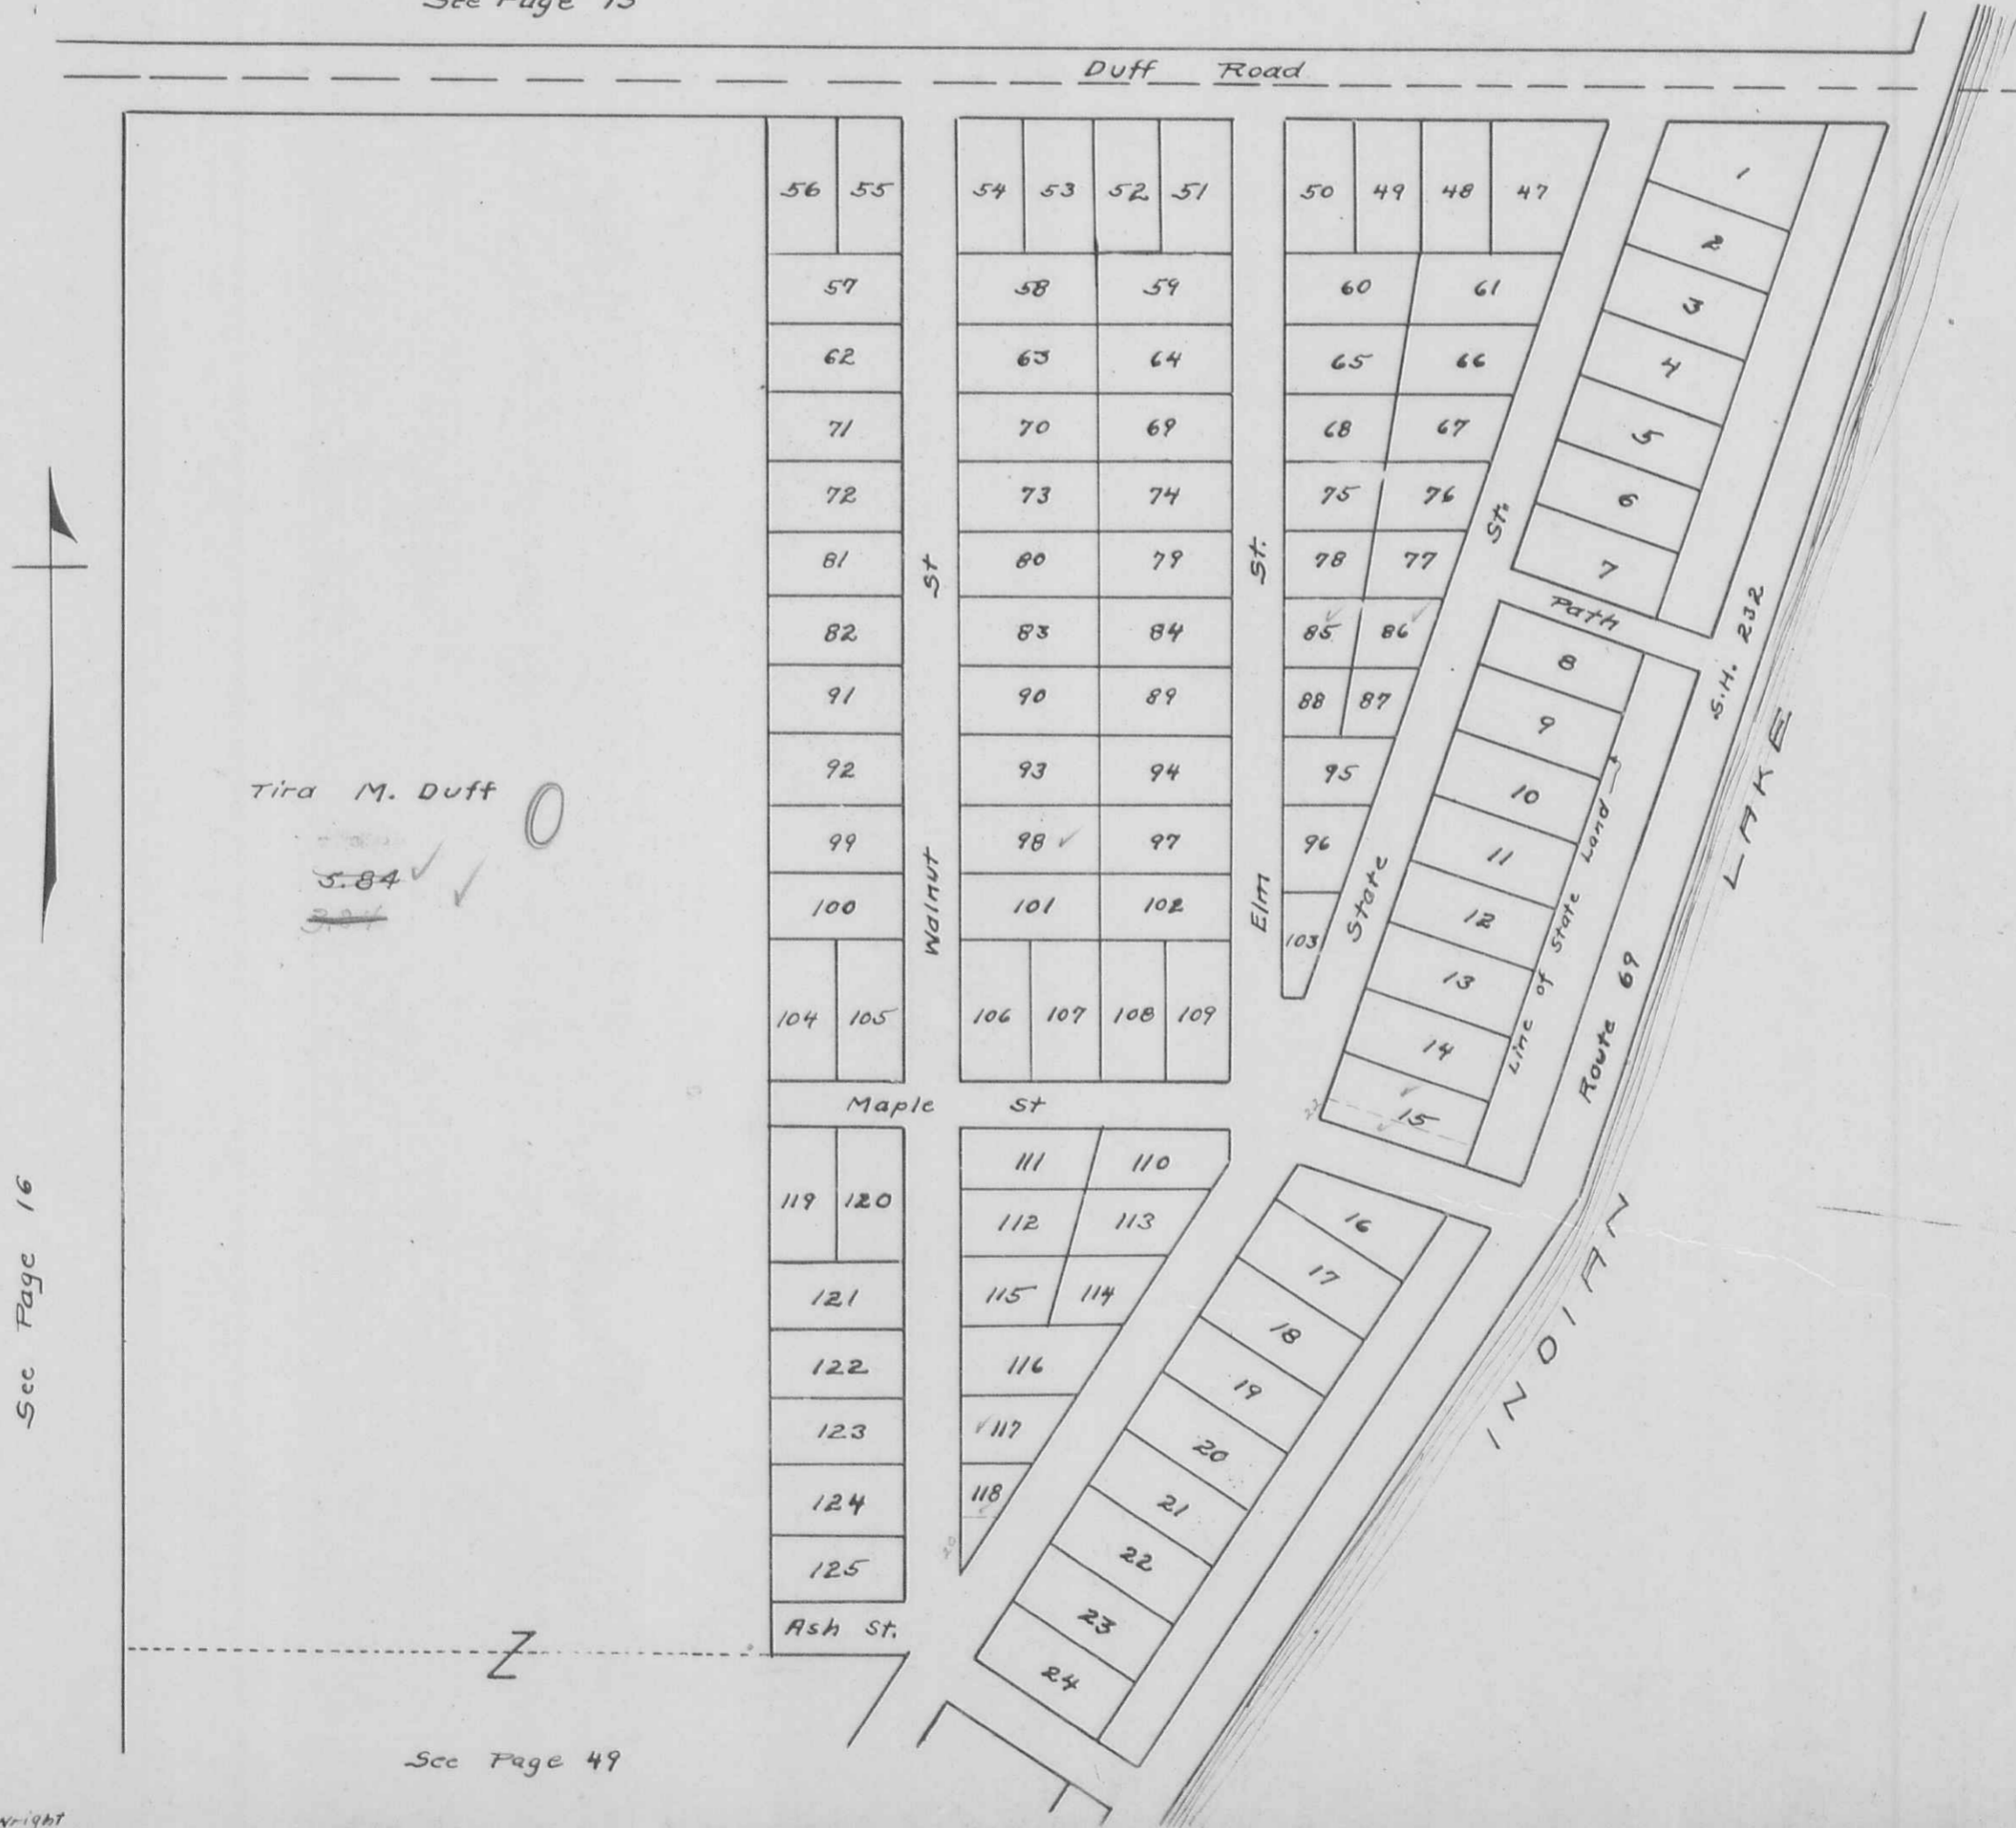 See Page
Duff Road
56 55 54 53 52 51 50 49 48 47 1
2
57 58 59 60 61 3
62 63 64 65 66 4
71 70 69 68 67 5
72 73 74 75 76 6
81 80 79 78 77 7
Path
82 83 84 85 86 8
91 90 89 88 87 9
92 93 94 95 10
99 98 97 96 11
100 101 102 103 12
13
104 105 106 107 108 109 14
15
Walnut St
Elm St.
State St.
S.H. 232
Route 69
Line of State Land
INDIAN LAKE
Tira M. Duff
0
5.84
Maple St
119 120 111 110 16
112 113 17
121 115 114 18
122 116 19
123 117 20
124 118 21
125 22
23
24
Ash St.
Z
See Page 16
See Page 49
Wright